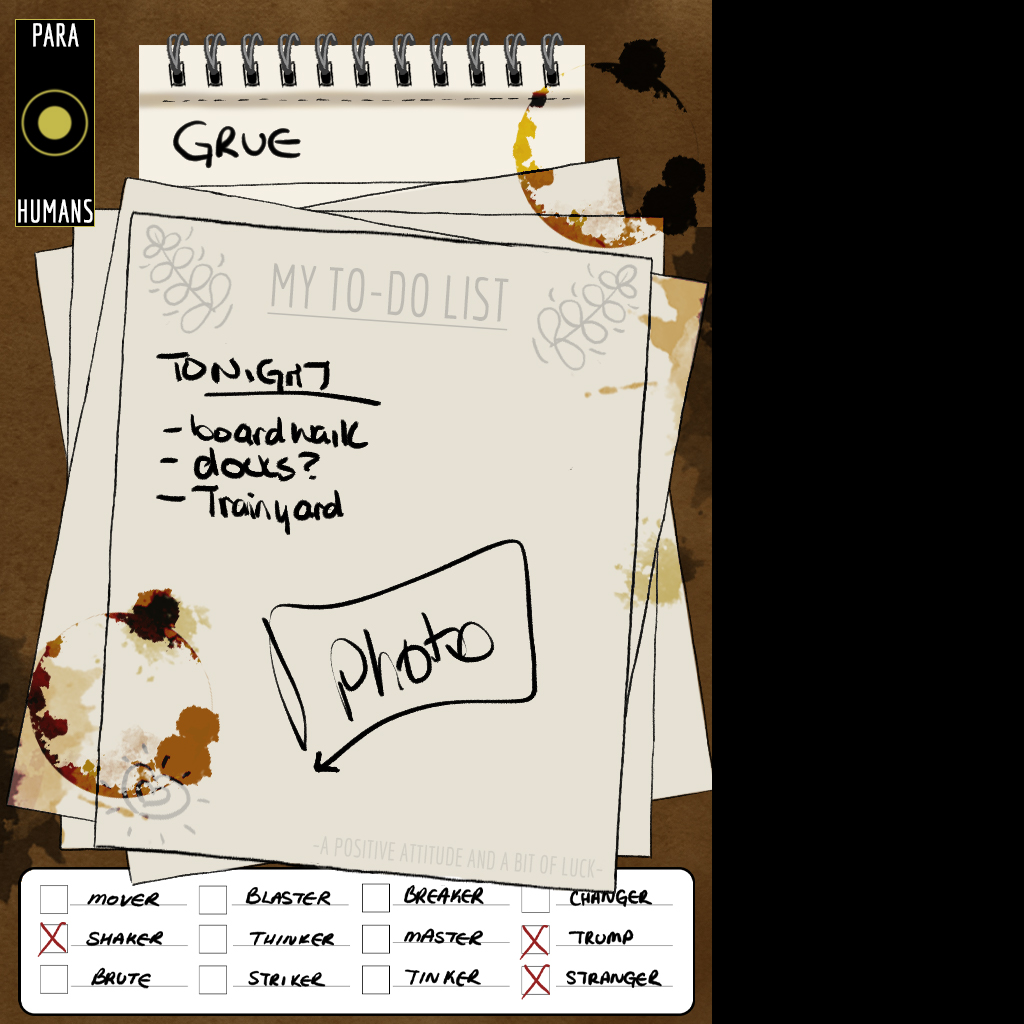 PARA
HUMANS
GRUE
MY TO-DO LIST
TONIGHT
- boardwalk
- docks?
- Trainyard
photo
-A POSITIVE ATTITUDE AND A BIT OF LUCK-
MOVER BLASTER BREAKER CHANGER
SHAKER THINKER MASTER TRUMP
BRUTE STRIKER TINKER STRANGER